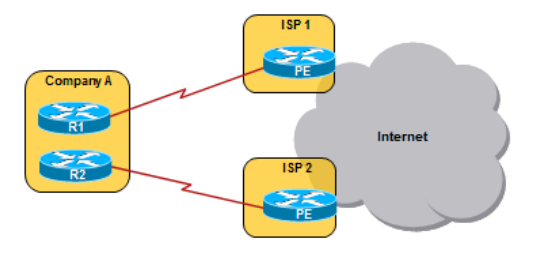 ISP 1
PE
Company A
R1
R2
Internet
ISP 2
PE